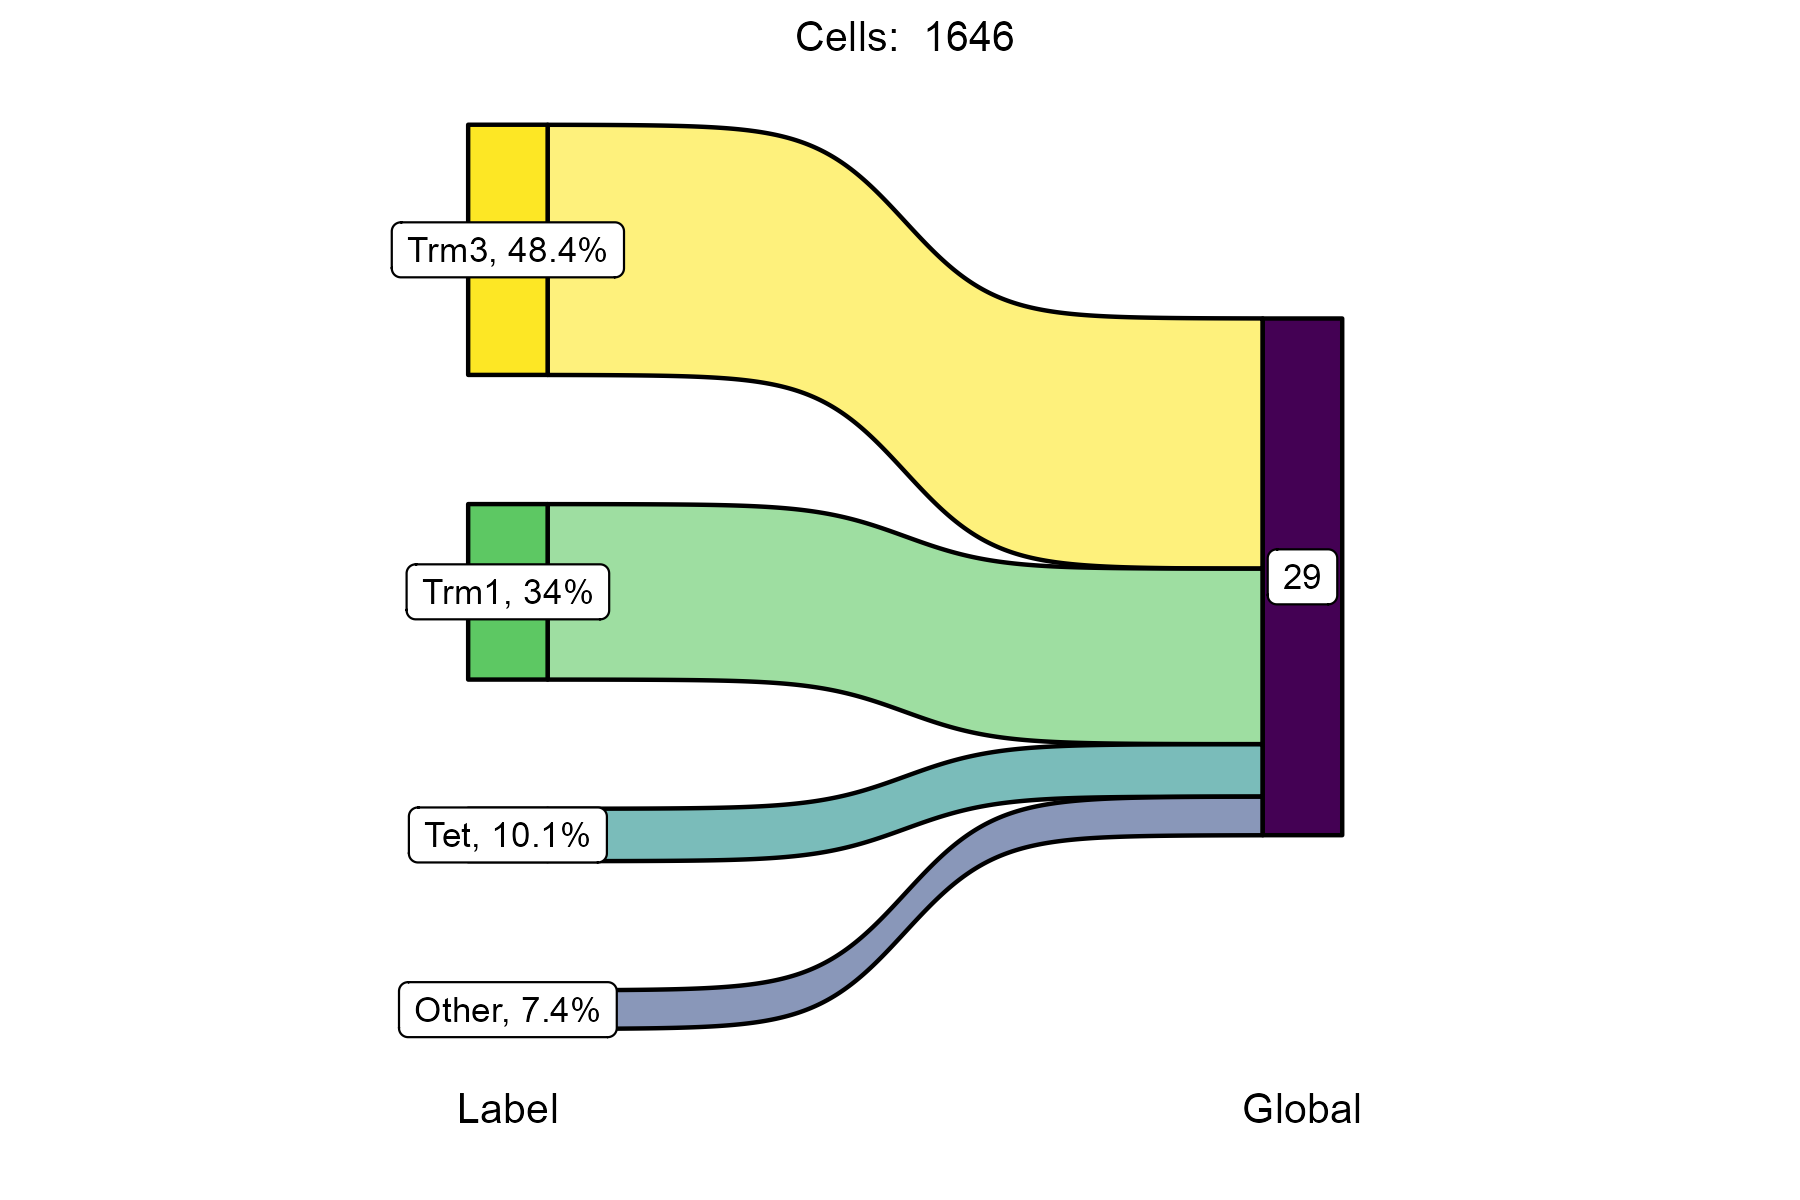 Cells:  1646
Trm3, 48.4%
Trm1, 34%
29
Tet, 10.1%
Other, 7.4%
Label
Global